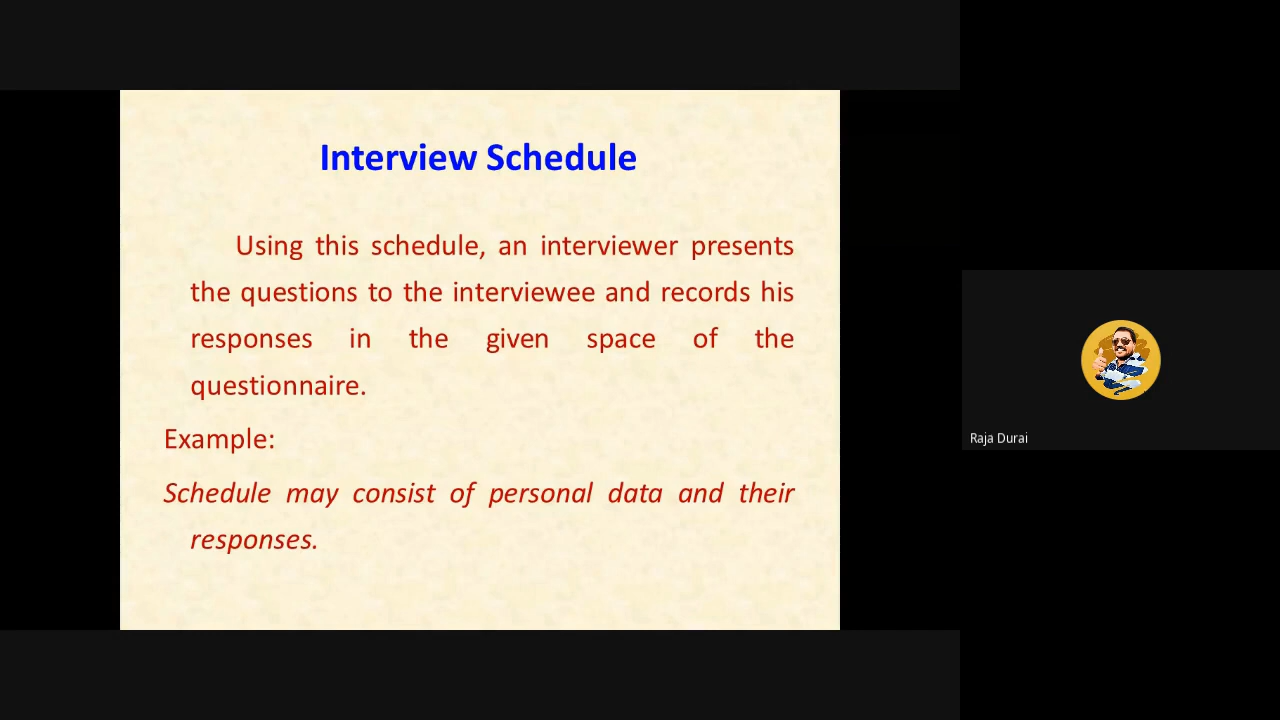 Interview Schedule
Using this schedule, an interviewer presents
the questions to the interviewee and records his
responses in the given space of the
questionnaire.
Example:
Schedule may consist of personal data and their
responses.
Raja Durai